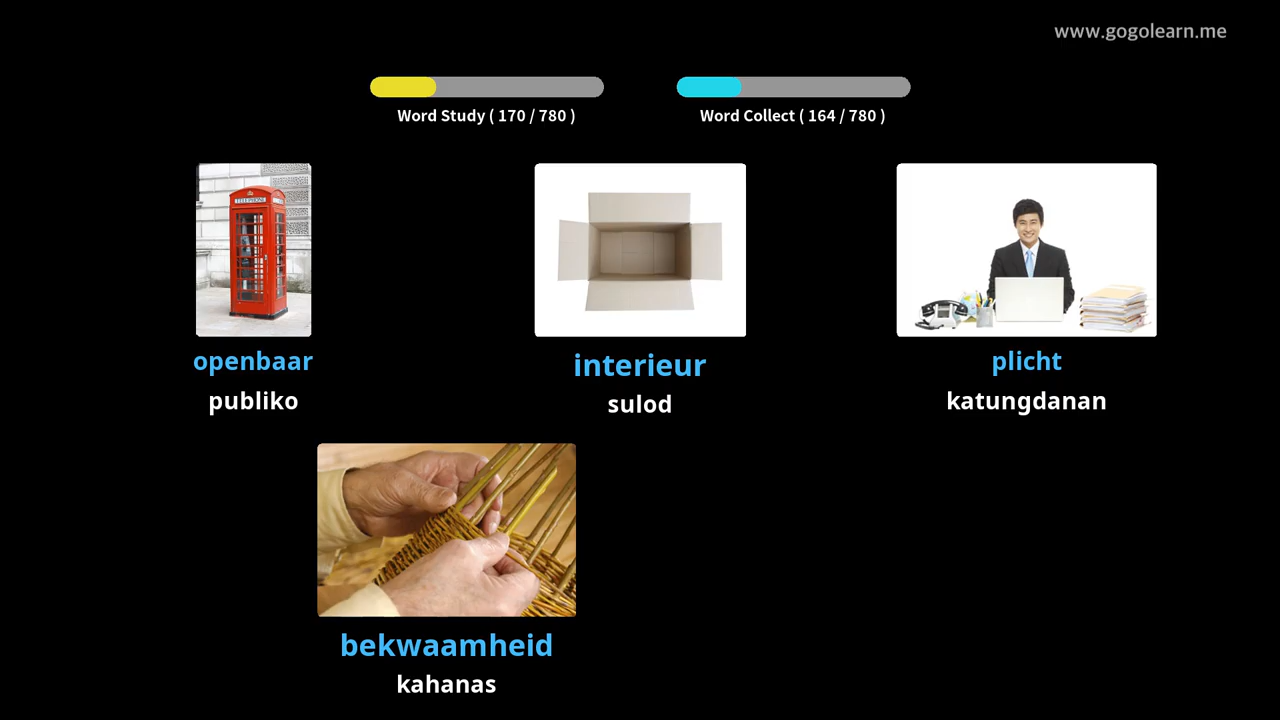 www.gogolearn.me
Word Study ( 170 / 780 )
Word Collect ( 164 / 780 )
TELEPHONE
openbaar
publiko
interieur
sulod
plicht
katungdanan
bekwaamheid
kahanas